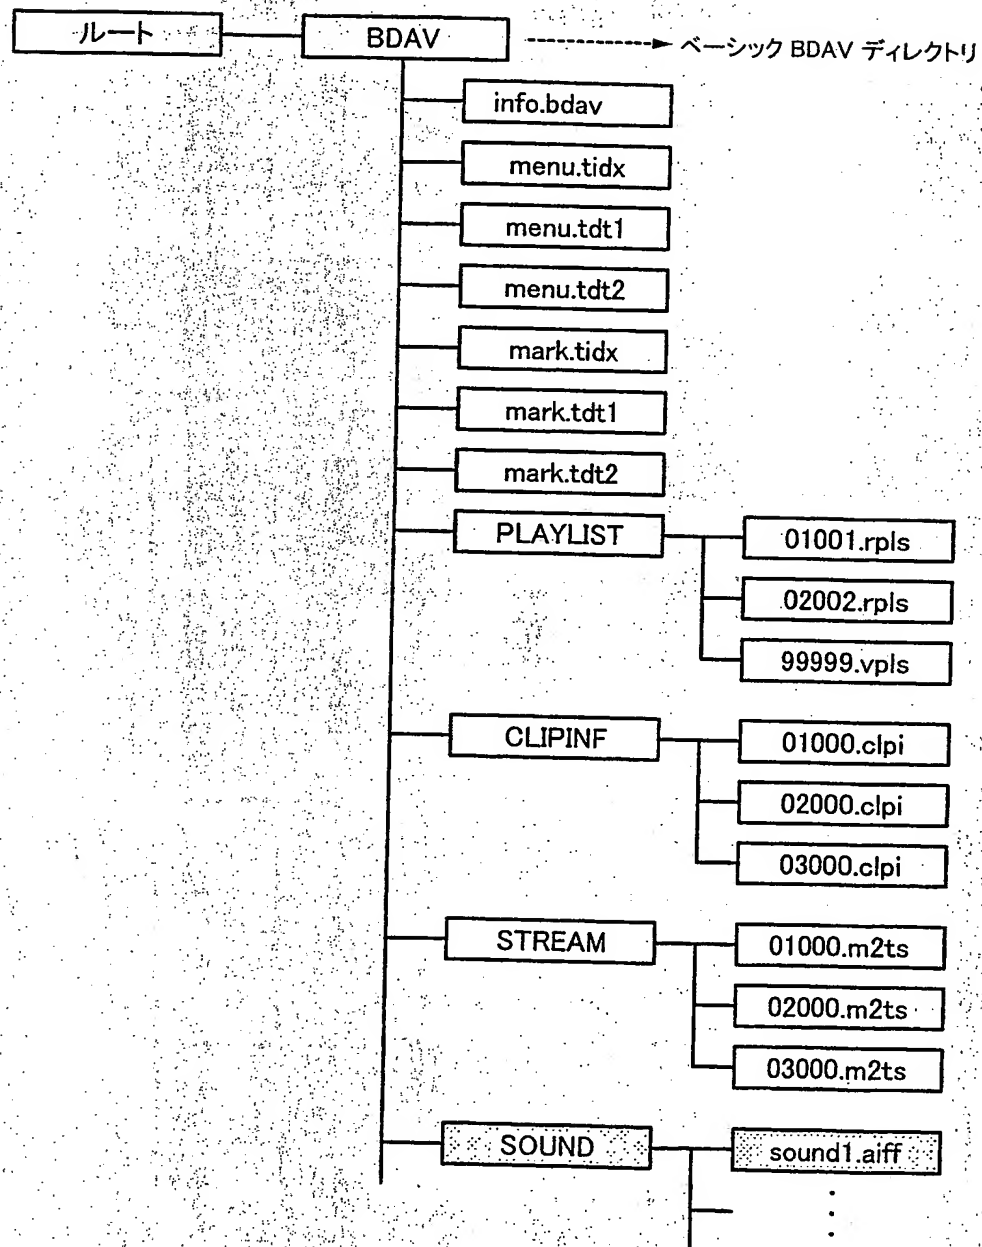 ルート
BDAV
ベーシック BDAV ディレクトリ
info.bdav
menu.tidx
menu.tdt1
menu.tdt2
mark.tidx
mark.tdt1
mark.tdt2
PLAYLIST
01001.rpls
02002.rpls
99999.vpls
CLIPINF
01000.clpi
02000.clpi
03000.clpi
STREAM
01000.m2ts
02000.m2ts
03000.m2ts
SOUND
sound1.aiff